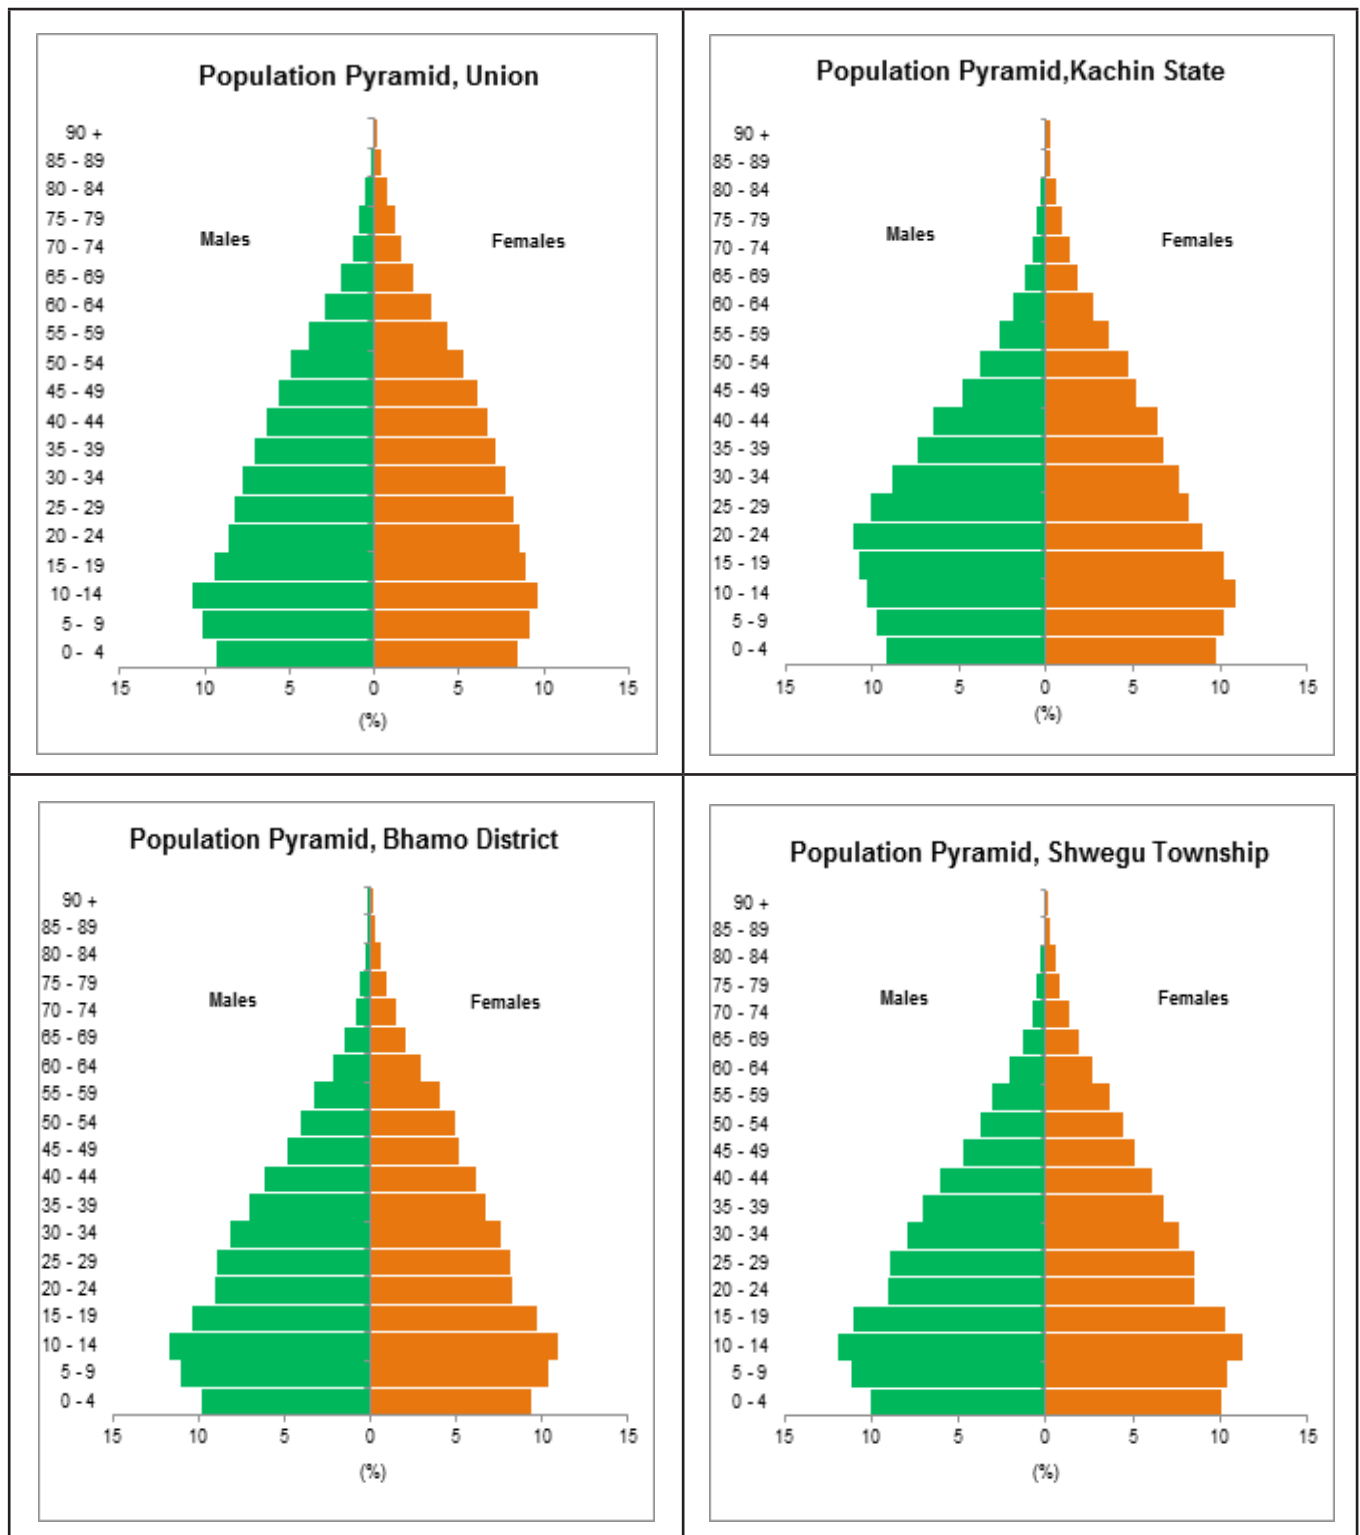 Population Pyramid, Union
90 +
85 - 89
80 - 84
75 - 79
70 - 74
65 - 69
60 - 64
55 - 59
50 - 54
45 - 49
40 - 44
35 - 39
30 - 34
25 - 29
20 - 24
15 - 19
10 -14
5 - 9
0 - 4
Males
Females
15 10 5 0 5 10 15
(%)
Population Pyramid,Kachin State
90 +
85 - 89
80 - 84
75 - 79
70 - 74
65 - 69
60 - 64
55 - 59
50 - 54
45 - 49
40 - 44
35 - 39
30 - 34
25 - 29
20 - 24
15 - 19
10 - 14
5 - 9
0 - 4
Males
Females
15 10 5 0 5 10 15
(%)
Population Pyramid, Bhamo District
90 +
85 - 89
80 - 84
75 - 79
70 - 74
65 - 69
60 - 64
55 - 59
50 - 54
45 - 49
40 - 44
35 - 39
30 - 34
25 - 29
20 - 24
15 - 19
10 - 14
5 - 9
0 - 4
Males
Females
15 10 5 0 5 10 15
(%)
Population Pyramid, Shwegu Township
90 +
85 - 89
80 - 84
75 - 79
70 - 74
65 - 69
60 - 64
55 - 59
50 - 54
45 - 49
40 - 44
35 - 39
30 - 34
25 - 29
20 - 24
15 - 19
10 - 14
5 - 9
0 - 4
Males
Females
15 10 5 0 5 10 15
(%)